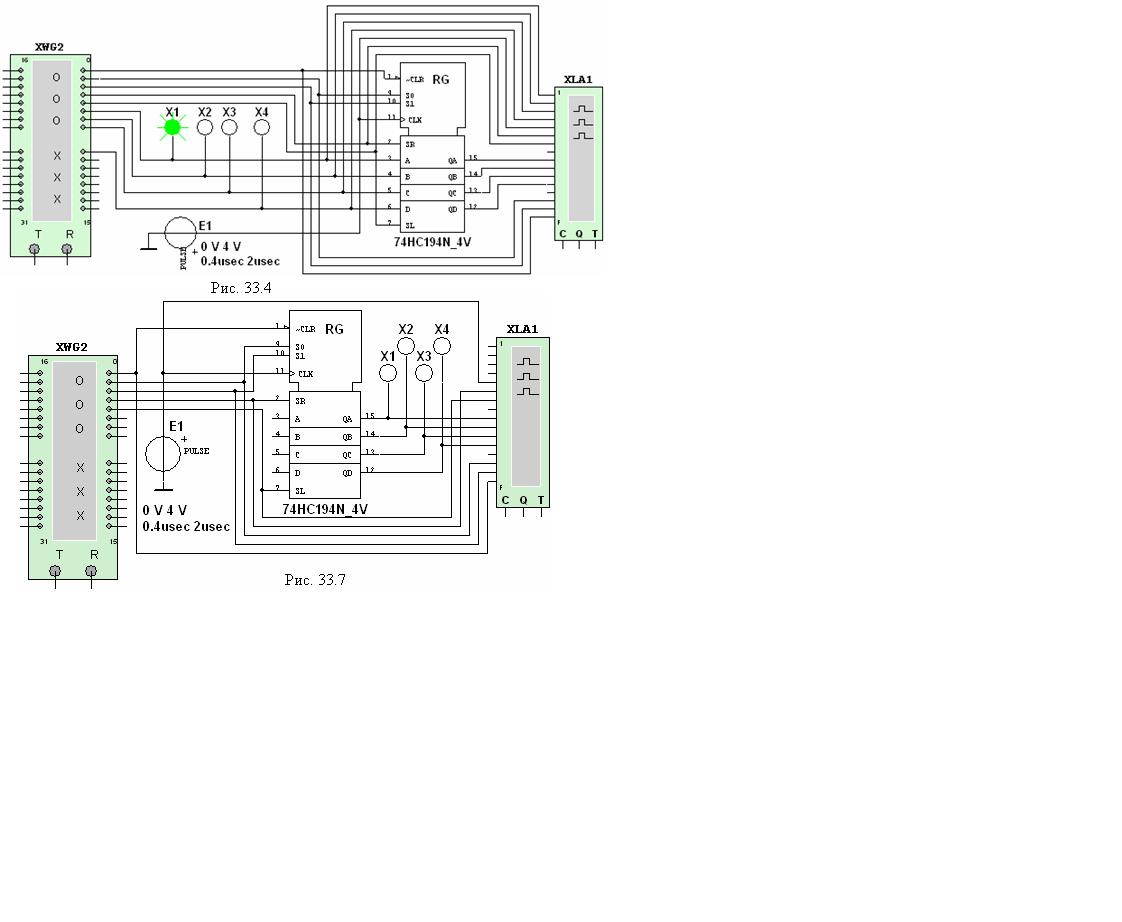 XWG2
16 0
O
O
O
X
X
X
31 15
T R
X1 X2 X3 X4
E1
+
PULSE
0 V 4 V
0.4usec 2usec
1 ~CLR RG
9 S0
10 S1
11 CLK
2 SR
3 A QA 15
4 B QB 14
5 C QC 13
6 D QD 12
7 SL
74HC194N_4V
XLA1
1
F
C Q T
Рис. 33.4
XWG2
16 0
O
O
O
X
X
X
31 15
T R
E1
+
PULSE
0 V 4 V
0.4usec 2usec
1 ~CLR RG
9 S0
10 S1
11 CLK
2 SR
3 A QA 15
4 B QB 14
5 C QC 13
6 D QD 12
7 SL
74HC194N_4V
X2 X4
X1 X3
XLA1
1
F
C Q T
Рис. 33.7